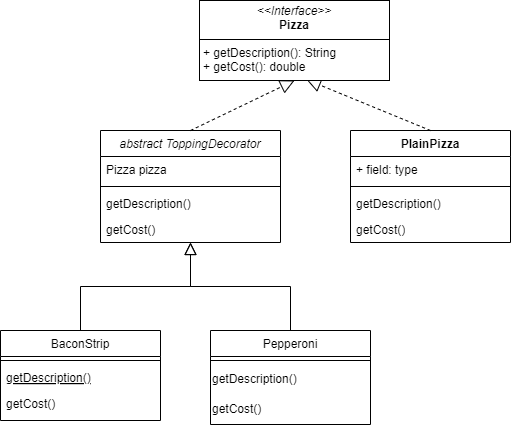 <<Interface>>
Pizza
+ getDescription(): String
+ getCost(): double
abstract ToppingDecorator
Pizza pizza
getDescription()
getCost()
PlainPizza
+ field: type
getDescription()
getCost()
BaconStrip
getDescription()
getCost()
Pepperoni
getDescription()
getCost()